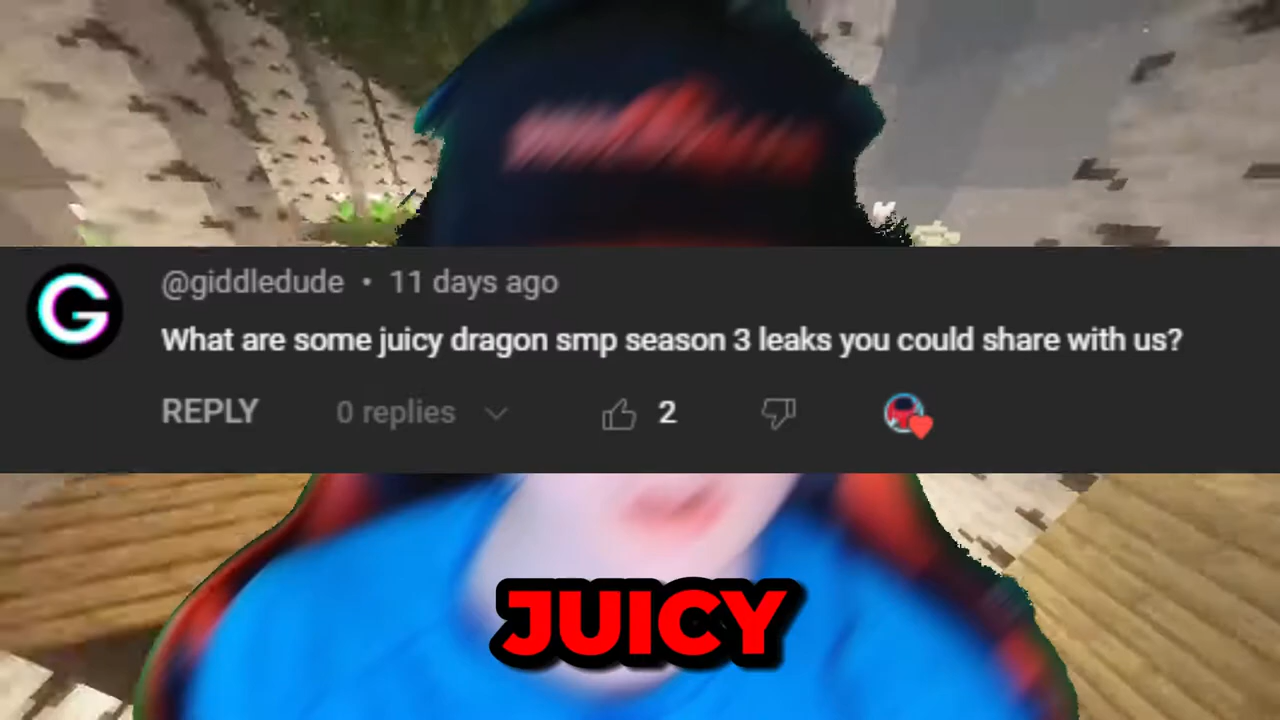 @giddledude • 11 days ago
What are some juicy dragon smp season 3 leaks you could share with us?
REPLY 0 replies 2
JUICY